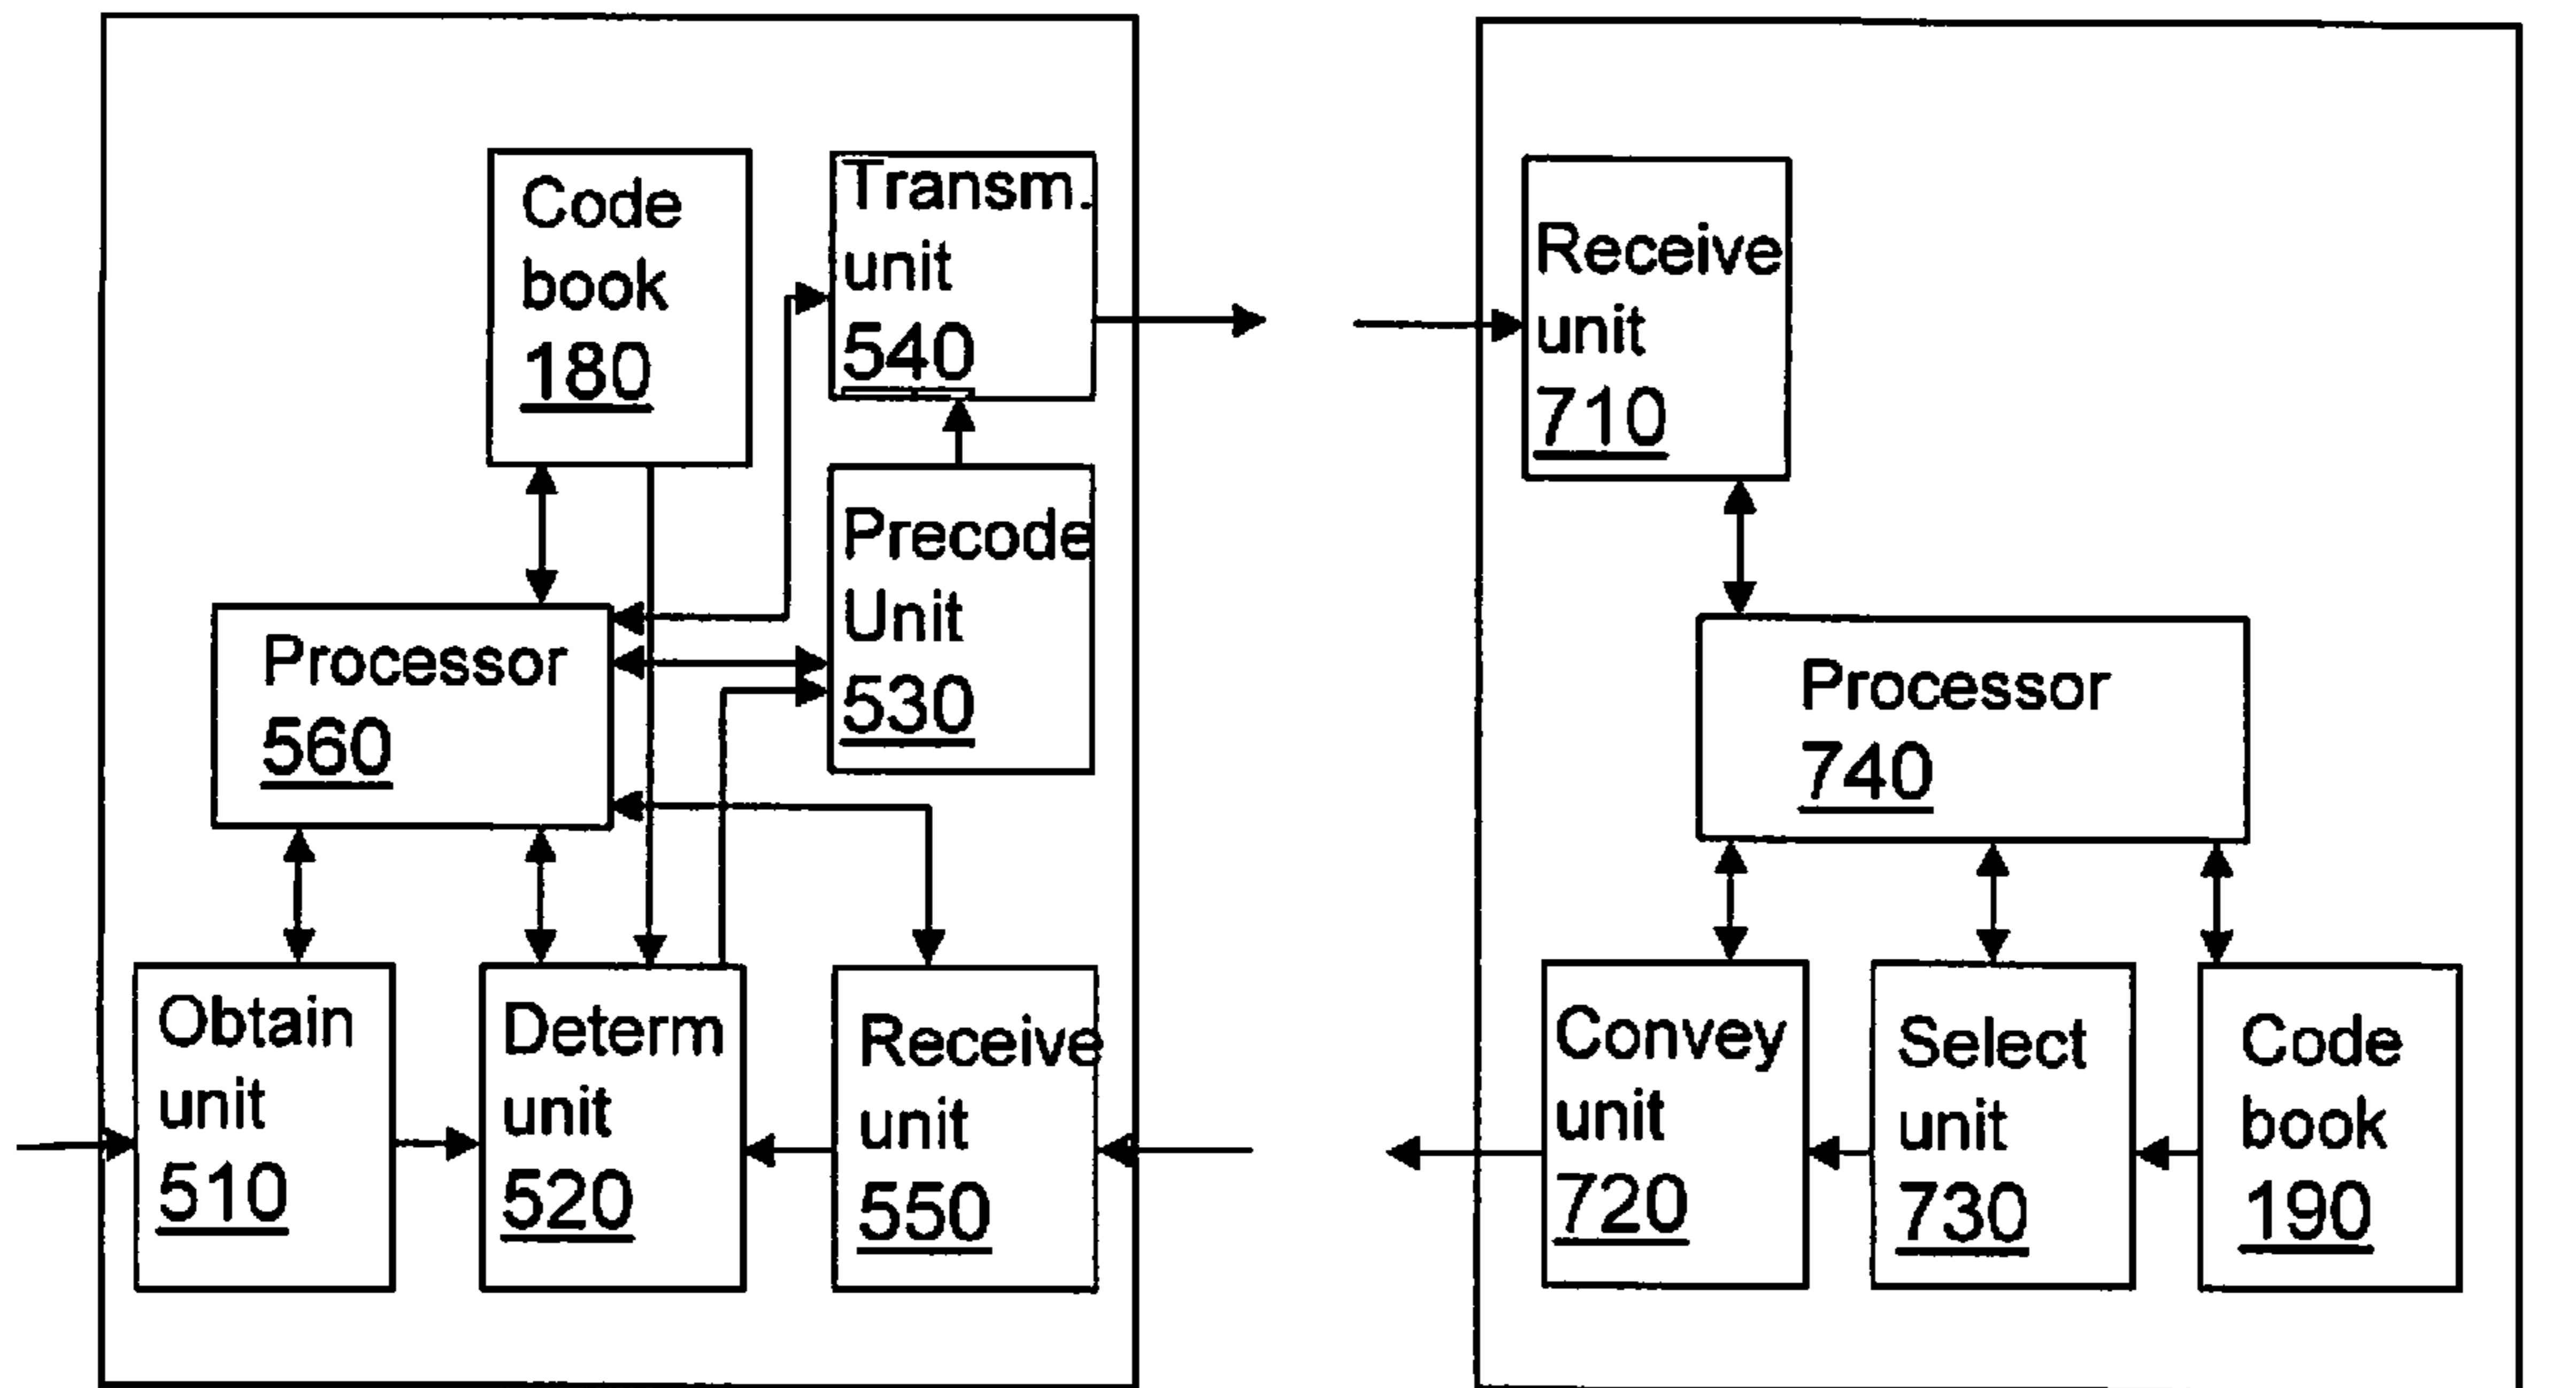 Code
book
180
Transm.
unit
540
Precode
Unit
530
Processor
560
Obtain
unit
510
Determ
unit
520
Receive
unit
550
Receive
unit
710
Processor
740
Convey
unit
720
Select
unit
730
Code
book
190